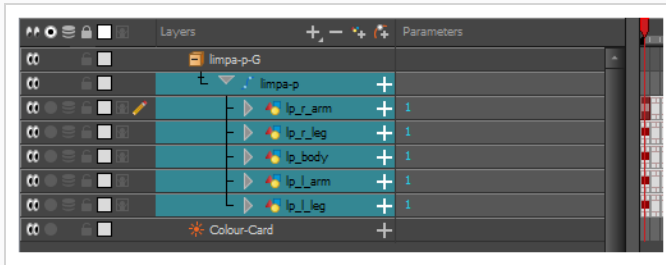 Layers Parameters
limpa-p-G
limpa-p
lp_r_arm 1
lp_r_leg 1
lp_body 1
lp_l_arm 1
lp_l_leg 1
Colour-Card